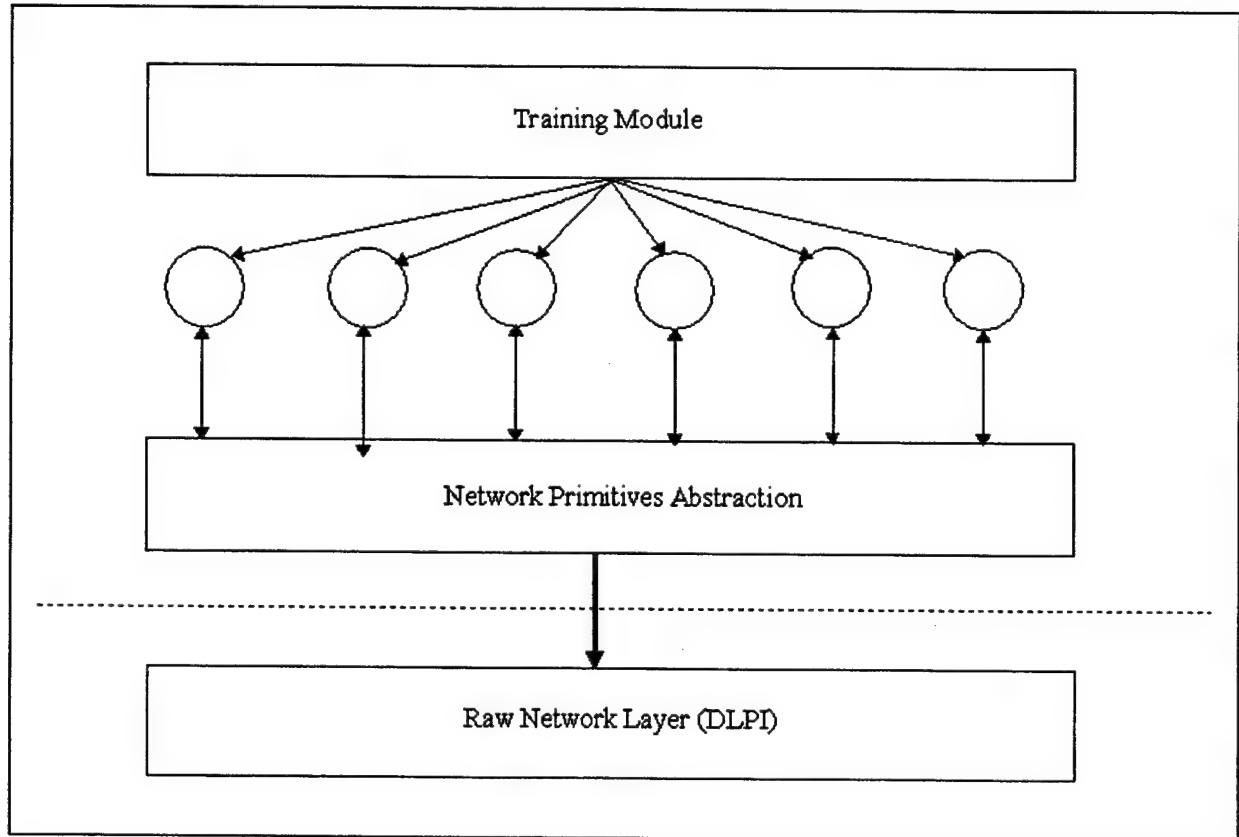 Training Module
Network Primitives Abstraction
Raw Network Layer (DLPI)